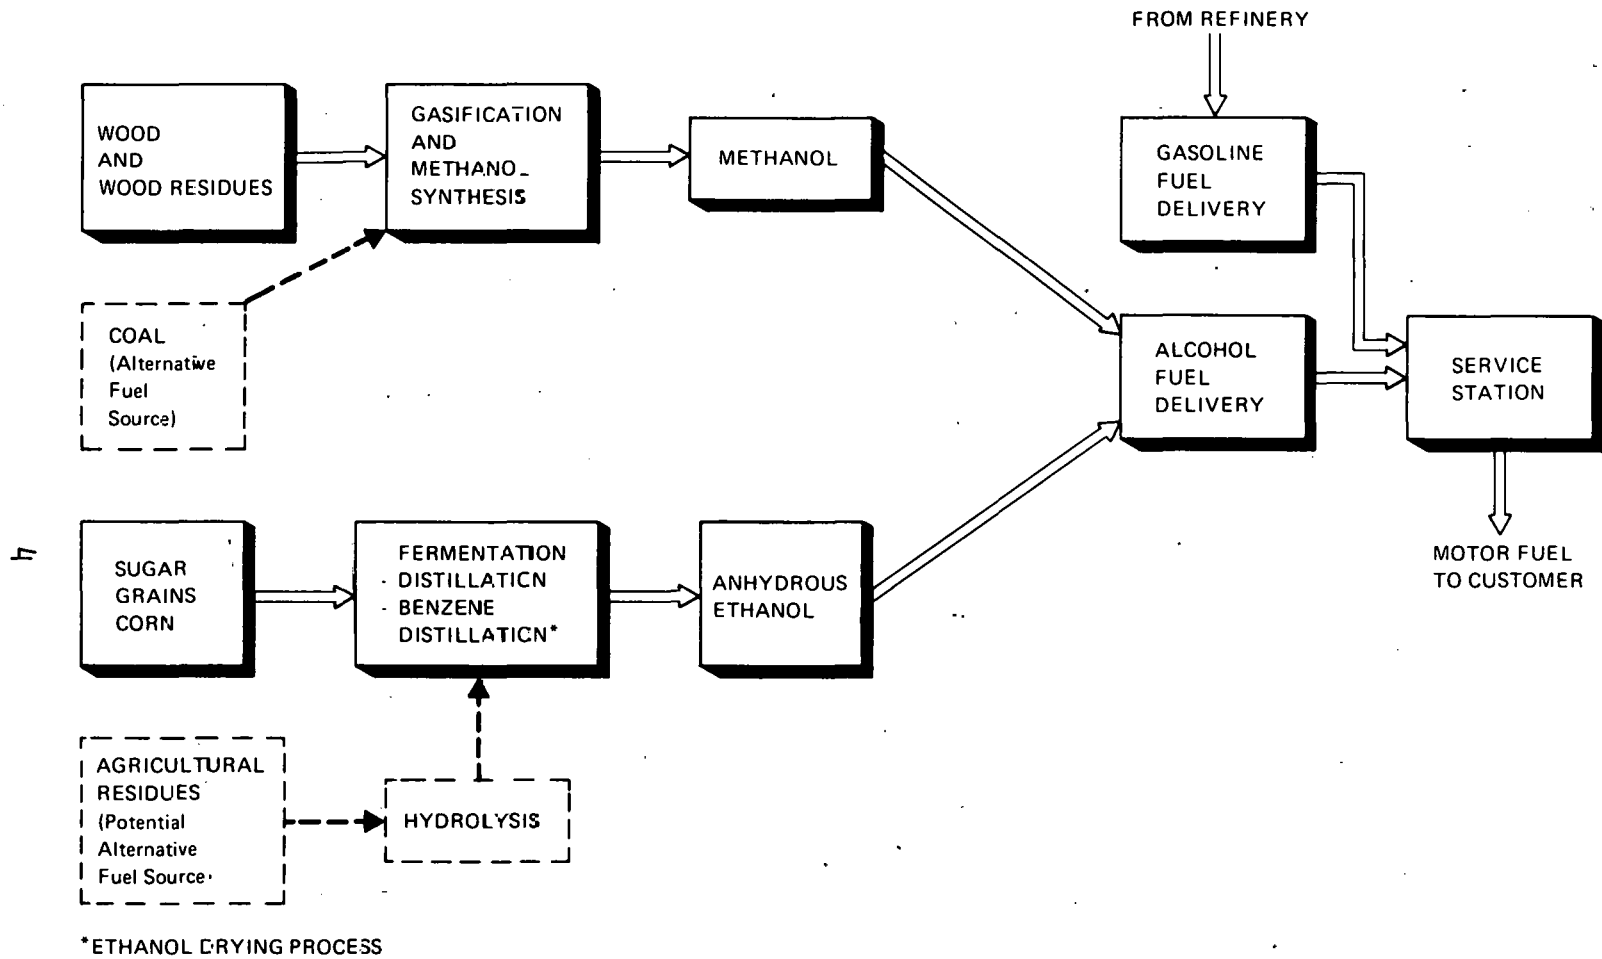 FROM REFINERY
WOOD
AND
WOOD RESIDUES
GASIFICATION
AND
METHANOL
SYNTHESIS
METHANOL
GASOLINE
FUEL
DELIVERY
COAL
(Alternative
Fuel
Source)
ALCOHOL
FUEL
DELIVERY
SERVICE
STATION
MOTOR FUEL
TO CUSTOMER
SUGAR
GRAINS
CORN
FERMENTATION
- DISTILLATION
- BENZENE
DISTILLATION*
ANHYDROUS
ETHANOL
4
AGRICULTURAL
RESIDUES
(Potential
Alternative
Fuel Source)
HYDROLYSIS
*ETHANOL DRYING PROCESS